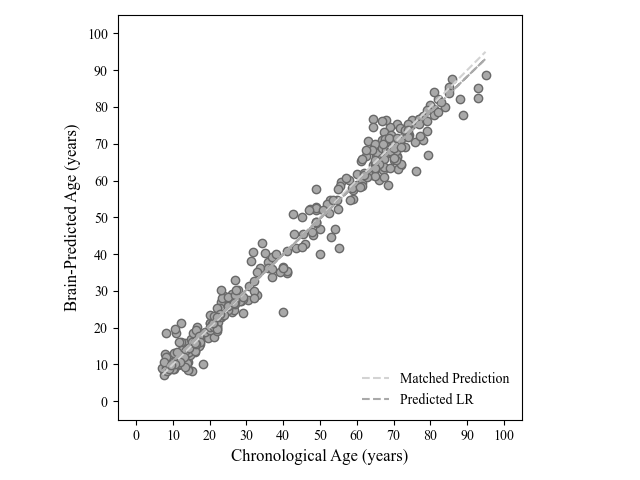 100
90
80
70
60
50
40
30
20
10
0
Brain-Predicted Age (years)
Matched Prediction
Predicted LR
0 10 20 30 40 50 60 70 80 90 100
Chronological Age (years)